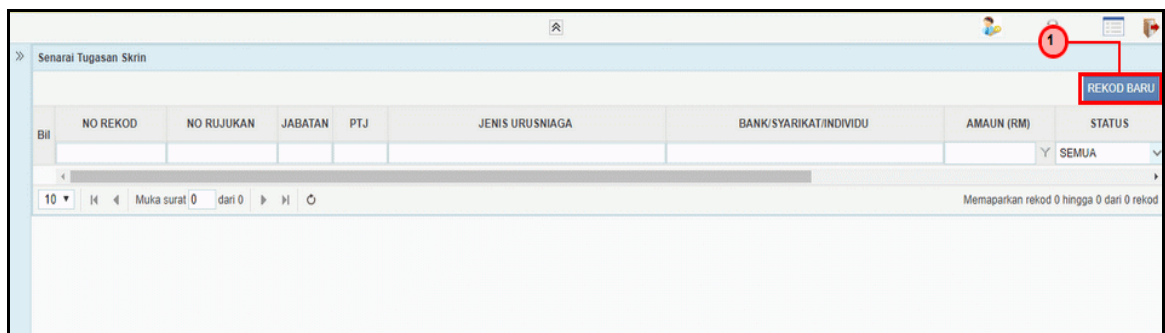 1
Senarai Tugasan Skrin
REKOD BARU
Bil NO REKOD NO RUJUKAN JABATAN PTJ JENIS URUSNIAGA BANK/SYARIKAT/INDIVIDU AMAUN (RM) STATUS
SEMUA
10 Muka surat 0 dari 0 Memaparkan rekod 0 hingga 0 dari 0 rekod